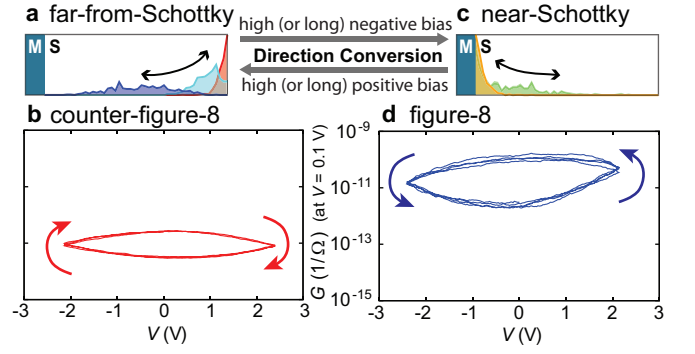 a far-from-Schottky
high (or long) negative bias
c near-Schottky
M S
Direction Conversion
M S
high (or long) positive bias
b counter-figure-8
d figure-8
10⁻⁹
10⁻¹¹
10⁻¹³
10⁻¹⁵
G (1/Ω) (at V = 0.1 V)
-3 -2 -1 0 1 2 3
V (V)
-3 -2 -1 0 1 2 3
V (V)